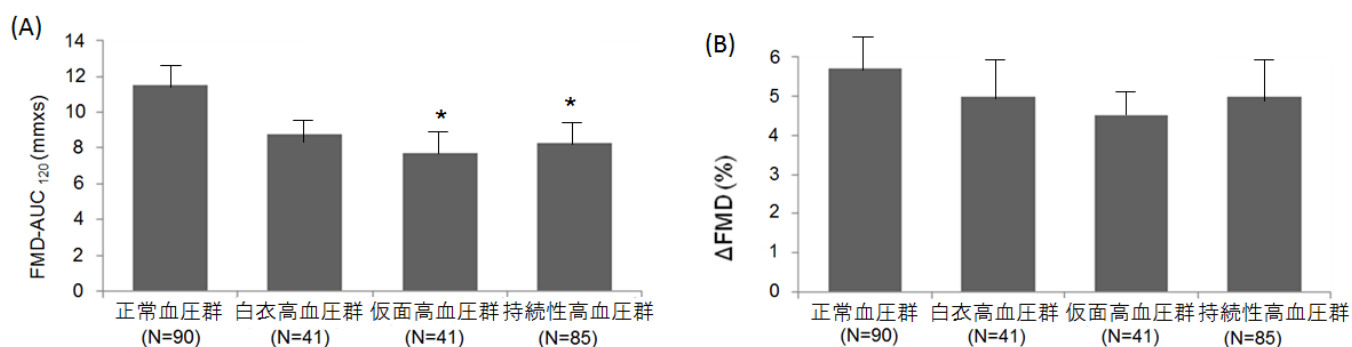 (A)
14
12
10
8
6
4
2
0
FMD-AUC 120 (mmxs)
*
*
正常血圧群 白衣高血圧群 仮面高血圧群 持続性高血圧群
(N=90) (N=41) (N=41) (N=85)
(B)
6
5
4
3
2
1
0
ΔFMD (%)
正常血圧群 白衣高血圧群 仮面高血圧群 持続性高血圧群
(N=90) (N=41) (N=41) (N=85)